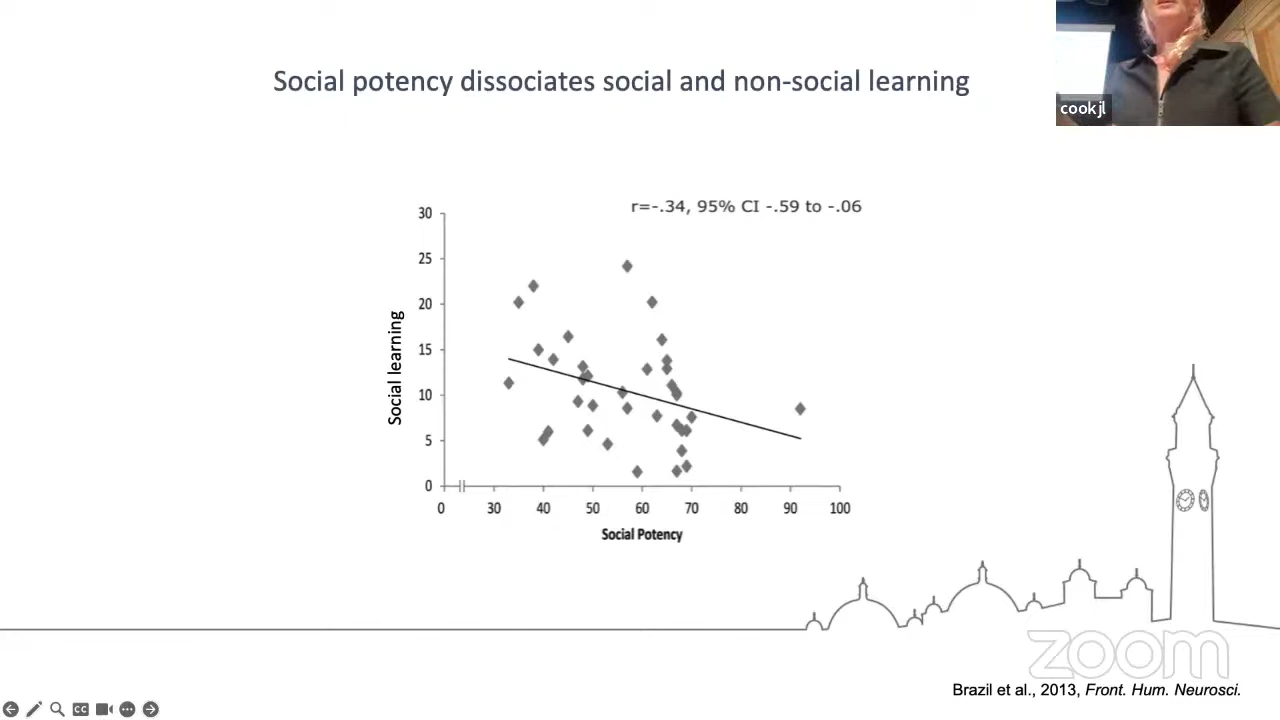 Social potency dissociates social and non-social learning
cookjl
r=-.34, 95% CI -.59 to -.06
30
25
20
15
10
5
0
Social learning
0 30 40 50 60 70 80 90 100
Social Potency
zoom
Brazil et al., 2013, Front. Hum. Neurosci.
CC